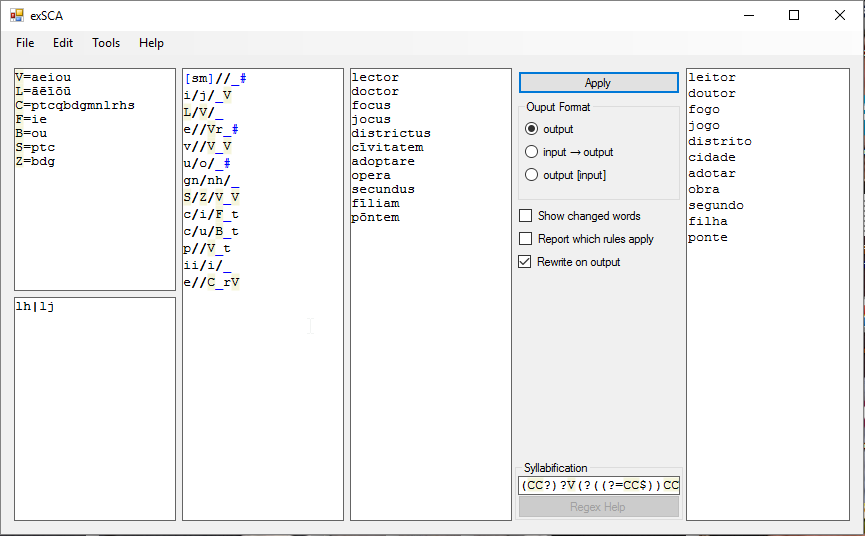 exSCA
File Edit Tools Help
V=aeiou
L=āēīōū
C=ptcqbdgmnlrhs
F=ie
B=ou
S=ptc
Z=bdg
lh|lj
[sm]//_#
i/j/_V
L/V/_
e//Vr_#
v//V_V
u/o/_#
gn/nh/_
S/Z/V_V
c/i/F_t
c/u/B_t
p//V_t
ii/i/_
e//C_rV
lector
doctor
focus
jocus
districtus
cīvitatem
adoptare
opera
secundus
fīliam
pōntem
Apply
Ouput Format
output
input → output
output [input]
Show changed words
Report which rules apply
Rewrite on output
Syllabification
(CC?)?V(?((?=CC$))CC
Regex Help
leitor
doutor
fogo
jogo
distrito
cidade
adotar
obra
segundo
filha
ponte